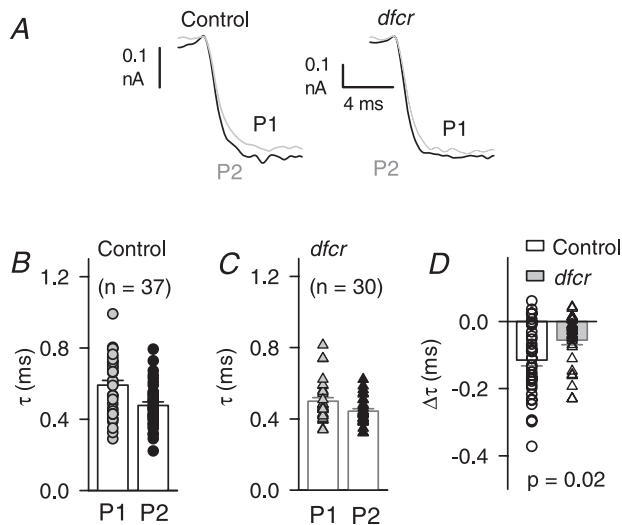 A
Control
dfcr
0.1
nA
0.1
nA
4 ms
P1
P2
P1
P2
B
Control
(n = 37)
1.2
0.8
0.4
0.0
τ (ms)
P1 P2
C
dfcr
(n = 30)
1.2
0.8
0.4
0.0
τ (ms)
P1 P2
D
Control
dfcr
-0.0
-0.2
-0.4
Δτ (ms)
p = 0.02